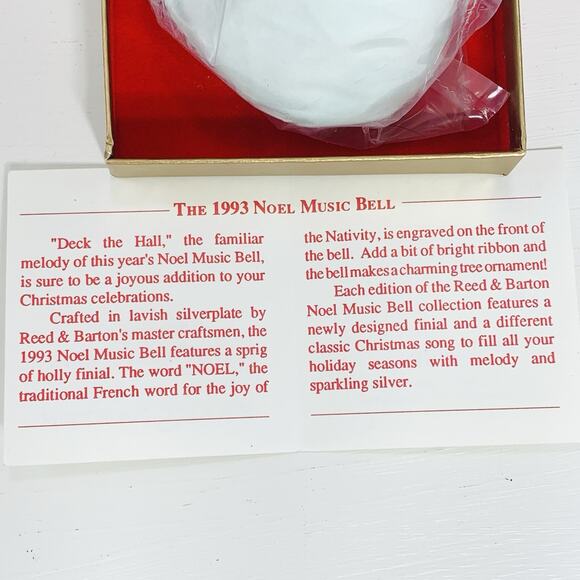 THE 1993 NOEL MUSIC BELL
"Deck the Hall," the familiar
melody of this year's Noel Music Bell,
is sure to be a joyous addition to your
Christmas celebrations.
Crafted in lavish silverplate by
Reed & Barton's master craftsmen, the
1993 Noel Music Bell features a sprig
of holly finial. The word "NOEL," the
traditional French word for the joy of
the Nativity, is engraved on the front of
the bell. Add a bit of bright ribbon and
the bell makes a charming tree ornament!
Each edition of the Reed & Barton
Noel Music Bell collection features a
newly designed finial and a different
classic Christmas song to fill all your
holiday seasons with melody and
sparkling silver.